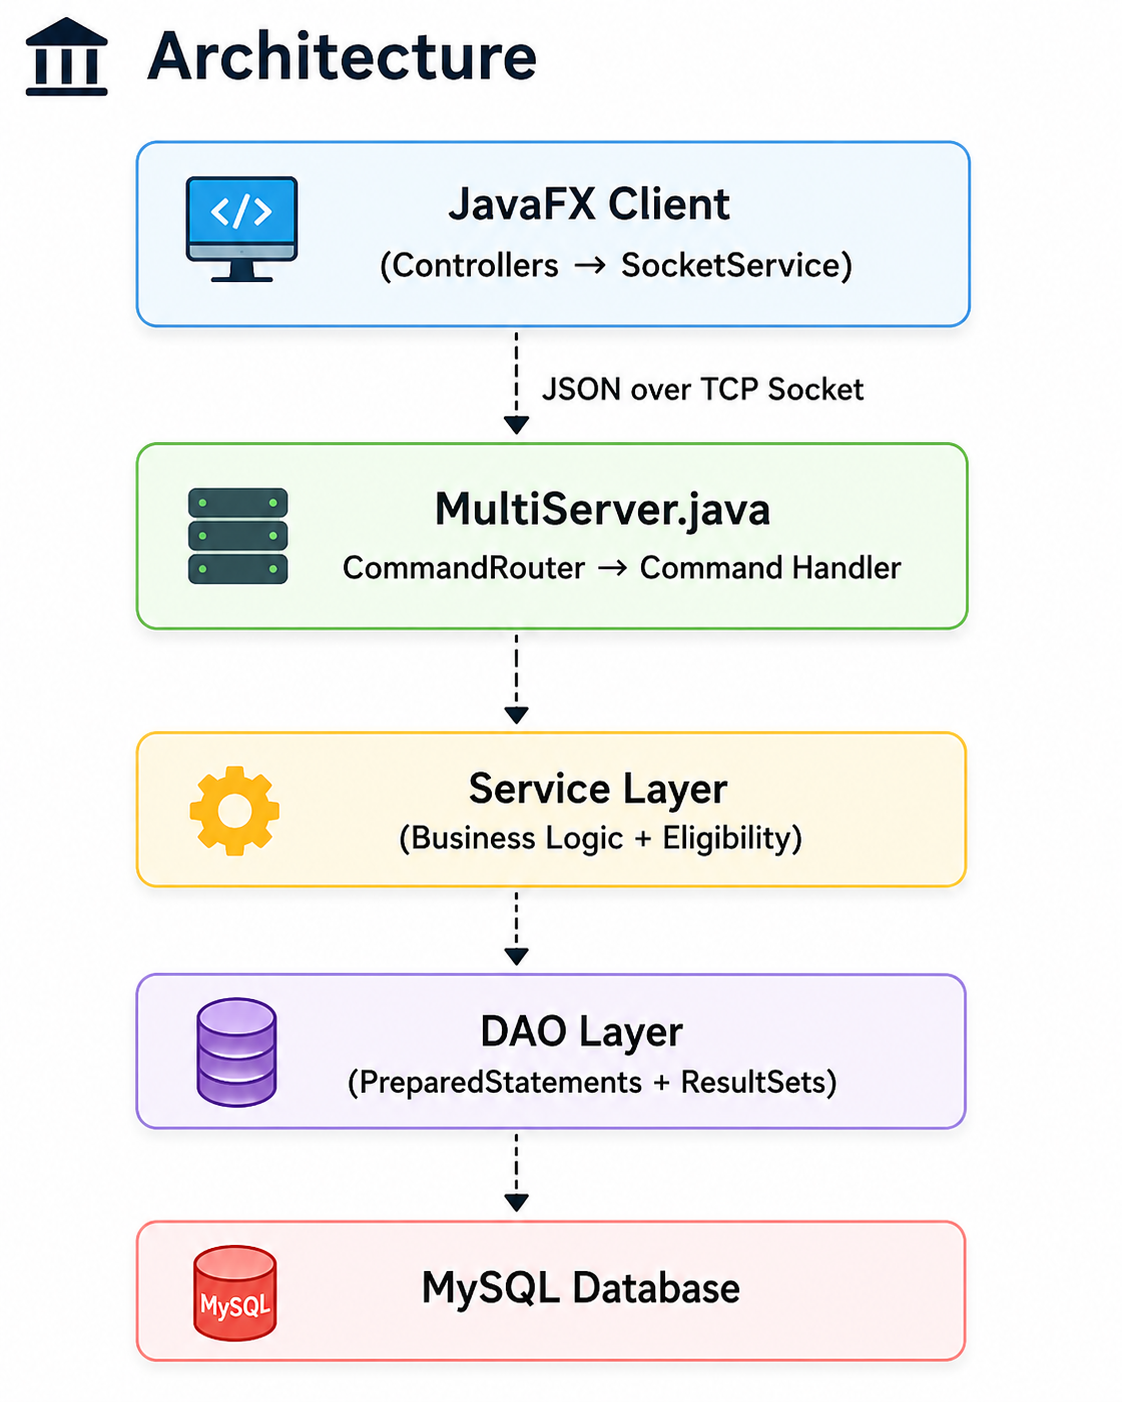 Architecture
</>
JavaFX Client
(Controllers → SocketService)
JSON over TCP Socket
MultiServer.java
CommandRouter → Command Handler
Service Layer
(Business Logic + Eligibility)
DAO Layer
(PreparedStatements + ResultSets)
MySQL
MySQL Database